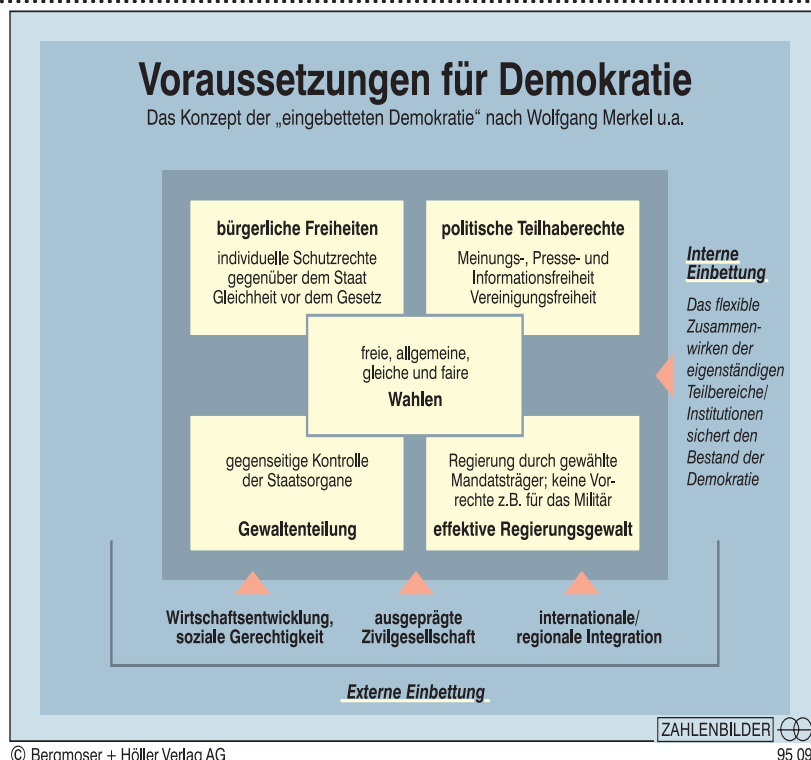 Voraussetzungen für Demokratie
Das Konzept der „eingebetteten Demokratie“ nach Wolfgang Merkel u.a.
bürgerliche Freiheiten
individuelle Schutzrechte
gegenüber dem Staat
Gleichheit vor dem Gesetz
politische Teilhaberechte
Meinungs-, Presse- und
Informationsfreiheit
Vereinigungsfreiheit
freie, allgemeine,
gleiche und faire
Wahlen
gegenseitige Kontrolle
der Staatsorgane
Gewaltenteilung
Regierung durch gewählte
Mandatsträger; keine Vor-
rechte z.B. für das Militär
effektive Regierungsgewalt
Interne
Einbettung
Das flexible
Zusammen-
wirken der
eigenständigen
Teilbereiche/
Institutionen
sichert den
Bestand der
Demokratie
Wirtschaftsentwicklung,
soziale Gerechtigkeit
ausgeprägte
Zivilgesellschaft
internationale/
regionale Integration
Externe Einbettung
ZAHLENBILDER
© Bergmoser + Höller Verlag AG
95 09